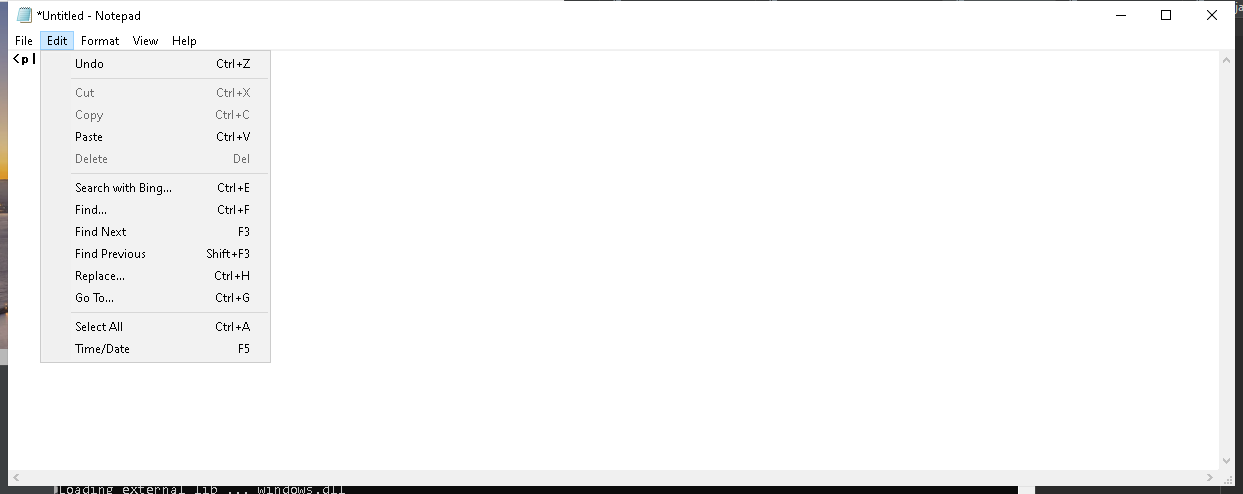 *Untitled - Notepad
File Edit Format View Help
<pl
Undo Ctrl+Z
Cut Ctrl+X
Copy Ctrl+C
Paste Ctrl+V
Delete Del
Search with Bing... Ctrl+E
Find... Ctrl+F
Find Next F3
Find Previous Shift+F3
Replace... Ctrl+H
Go To... Ctrl+G
Select All Ctrl+A
Time/Date F5
Loading external lib ... windows.dll